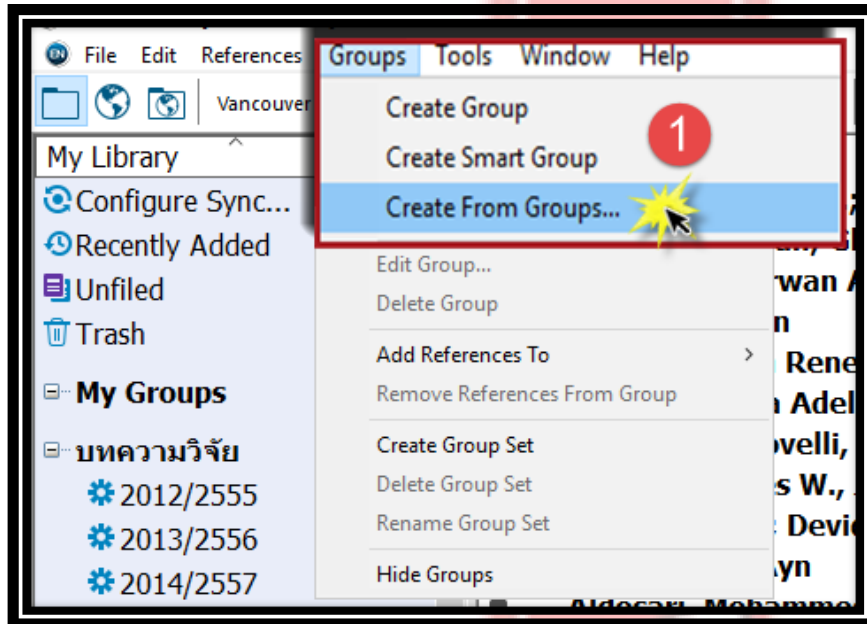 File Edit References Groups Tools Window Help
Vancouver
Create Group
1
Create Smart Group
Create From Groups...
My Library
Configure Sync...
Recently Added
Unfiled
Trash
My Groups
บทความวิจัย
2012/2555
2013/2556
2014/2557
Edit Group...
Delete Group
Add References To
Remove References From Group
Create Group Set
Delete Group Set
Rename Group Set
Hide Groups
rwan A
n
Rene
a Adel
ovelli,
s W.,
Devi
Ayn